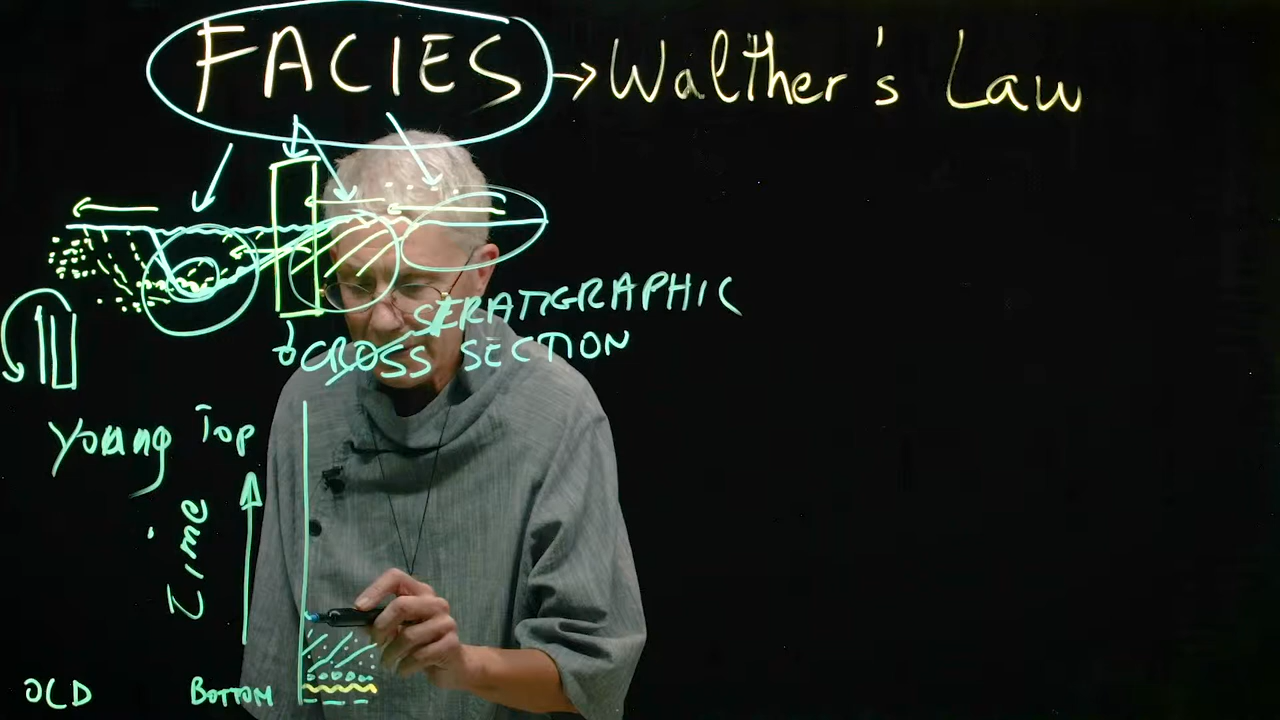 FACIES → Walther's Law
STRATIGRAPHIC
CROSS SECTION
Young Top
Time
OLD BOTTOM